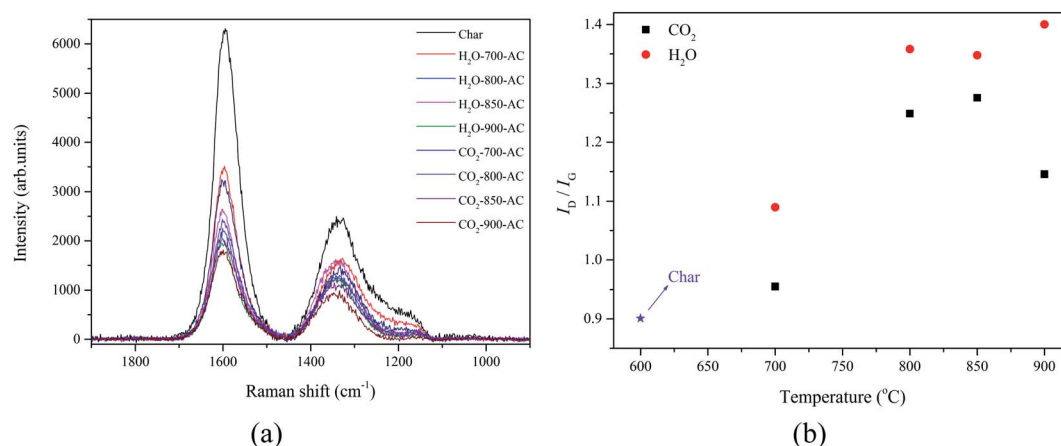 6000
5000
4000
3000
2000
1000
0
Intensity (arb.units)
Char
H₂O-700-AC
H₂O-800-AC
H₂O-850-AC
H₂O-900-AC
CO₂-700-AC
CO₂-800-AC
CO₂-850-AC
CO₂-900-AC
1800 1600 1400 1200 1000
Raman shift (cm⁻¹)
(a)
1.4
1.3
1.2
1.1
1.0
0.9
I_D / I_G
CO₂
H₂O
Char
600 650 700 750 800 850 900
Temperature (°C)
(b)